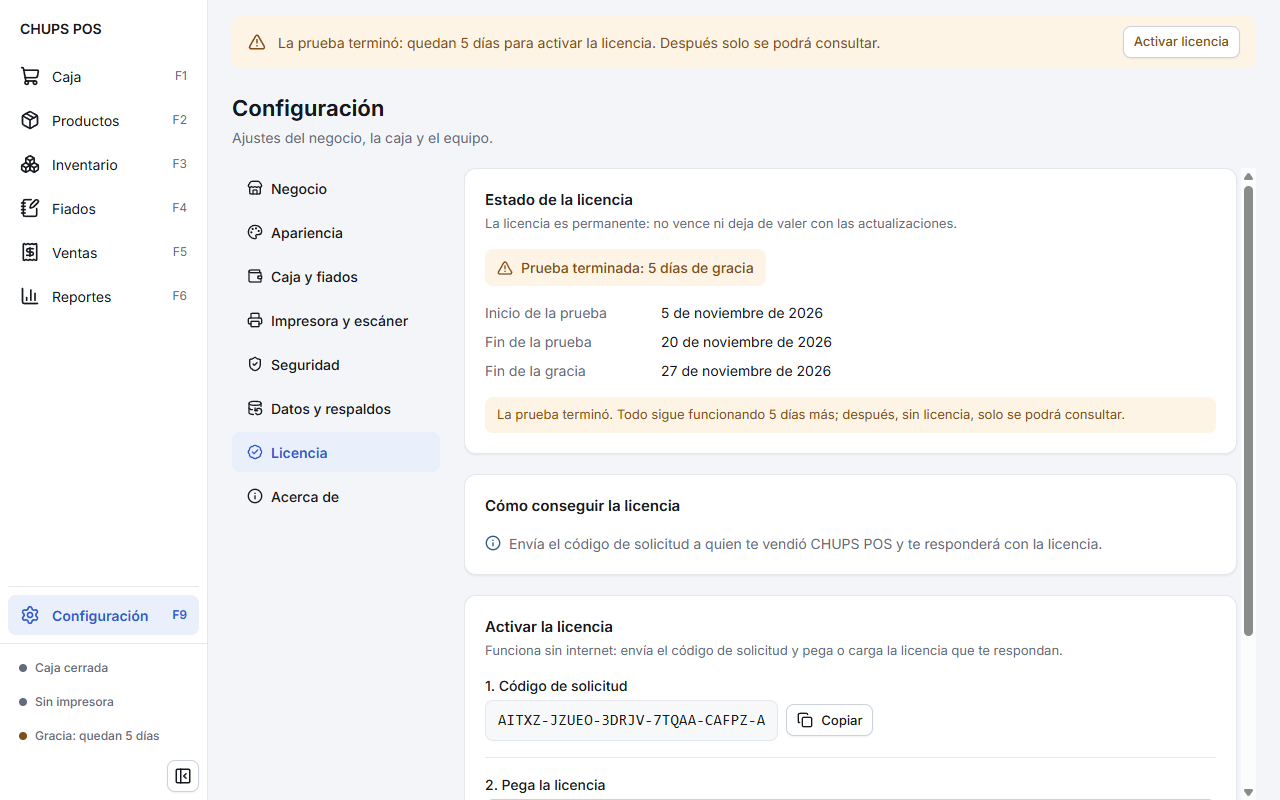 CHUPS POS
Caja F1
Productos F2
Inventario F3
Fiados F4
Ventas F5
Reportes F6
Configuración F9
Caja cerrada
Sin impresora
Gracia: quedan 5 días
La prueba terminó: quedan 5 días para activar la licencia. Después solo se podrá consultar.
Activar licencia
Configuración
Ajustes del negocio, la caja y el equipo.
Negocio
Apariencia
Caja y fiados
Impresora y escáner
Seguridad
Datos y respaldos
Licencia
Acerca de
Estado de la licencia
La licencia es permanente: no vence ni deja de valer con las actualizaciones.
Prueba terminada: 5 días de gracia
Inicio de la prueba 5 de noviembre de 2026
Fin de la prueba 20 de noviembre de 2026
Fin de la gracia 27 de noviembre de 2026
La prueba terminó. Todo sigue funcionando 5 días más; después, sin licencia, solo se podrá consultar.
Cómo conseguir la licencia
Envía el código de solicitud a quien te vendió CHUPS POS y te responderá con la licencia.
Activar la licencia
Funciona sin internet: envía el código de solicitud y pega o carga la licencia que te respondan.
1. Código de solicitud
AITXZ-JZUEO-3DRJV-7TQAA-CAFPZ-A
Copiar
2. Pega la licencia